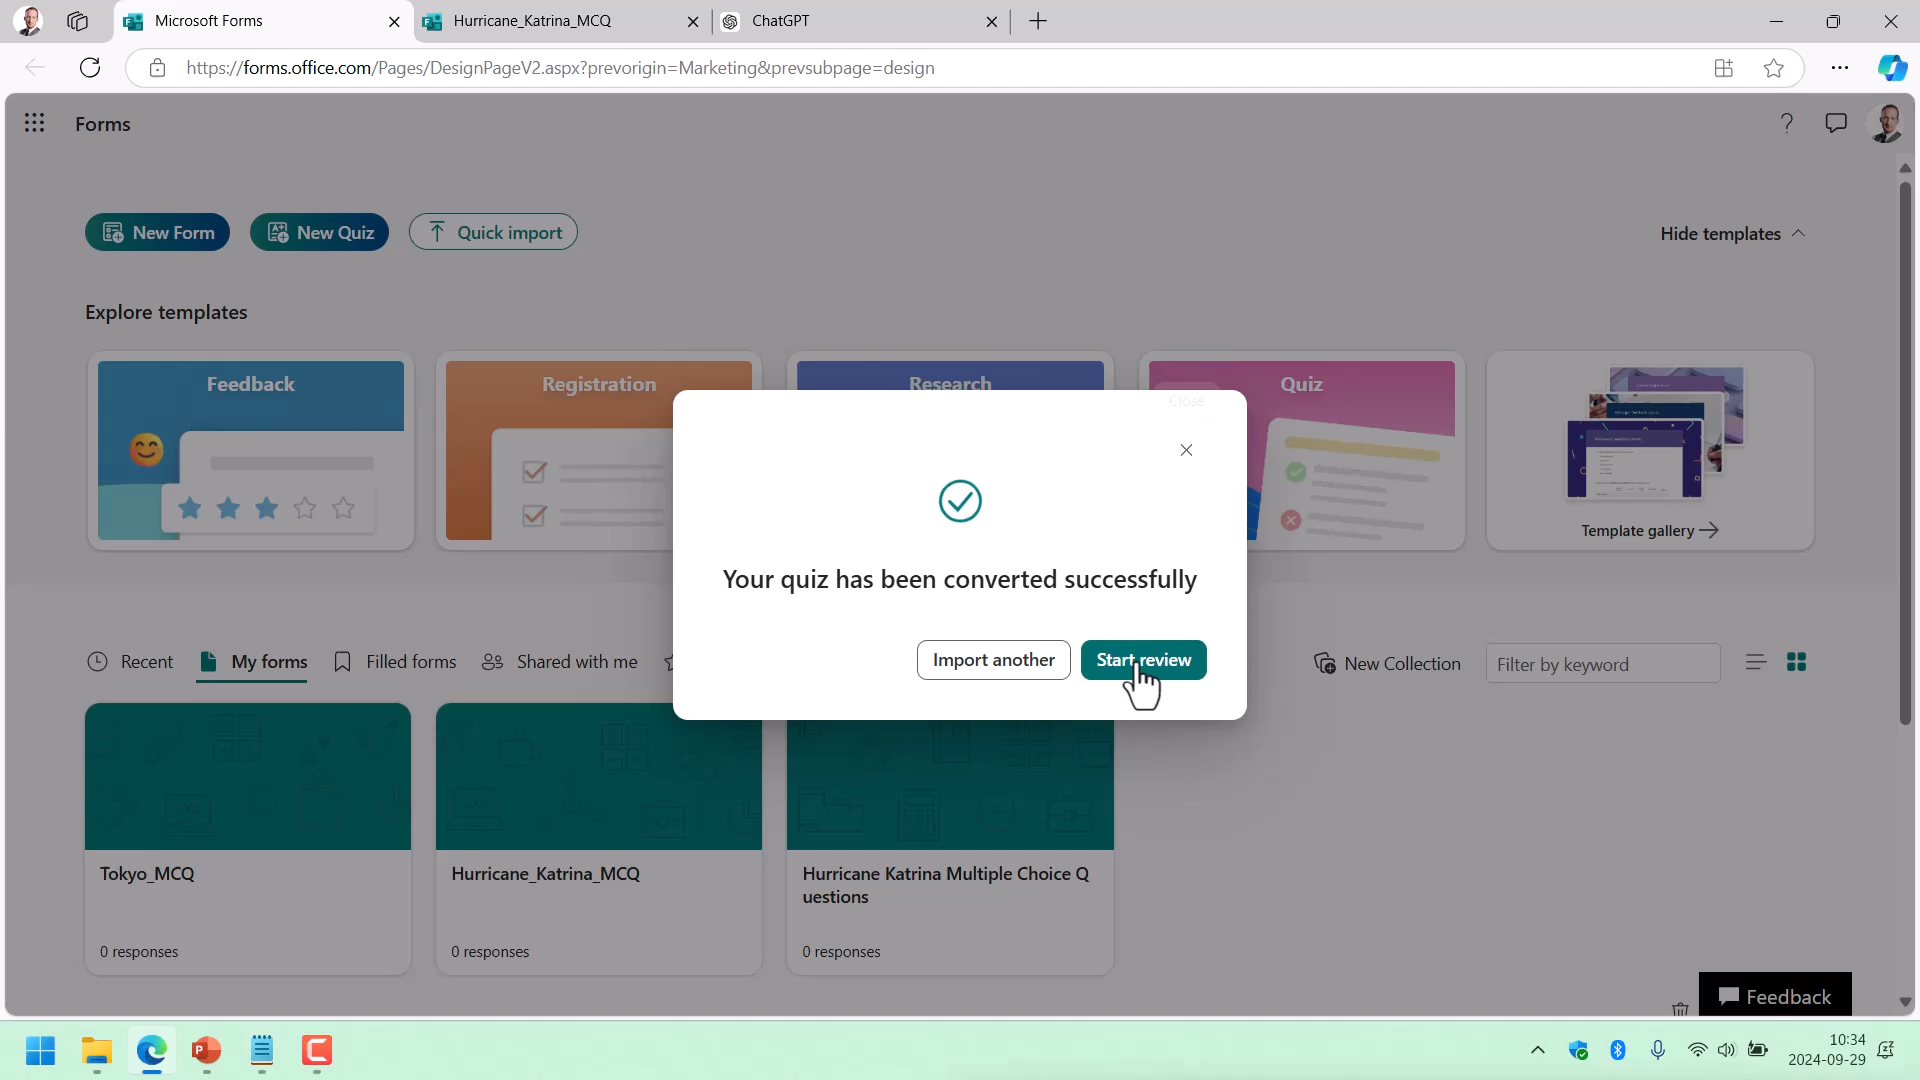 Microsoft Forms
Hurricane_Katrina_MCQ
ChatGPT
https://forms.office.com/Pages/DesignPageV2.aspx?prevorigin=Marketing&prevsubpage=design
Forms
New Form
New Quiz
Quick import
Hide templates
Explore templates
Feedback
Registration
Research
Quiz
Close
Template gallery
Your quiz has been converted successfully
Import another
Start review
Recent
My forms
Filled forms
Shared with me
New Collection
Filter by keyword
Tokyo_MCQ
0 responses
Hurricane_Katrina_MCQ
0 responses
Hurricane Katrina Multiple Choice Q
uestions
0 responses
Feedback
10:34
2024-09-29